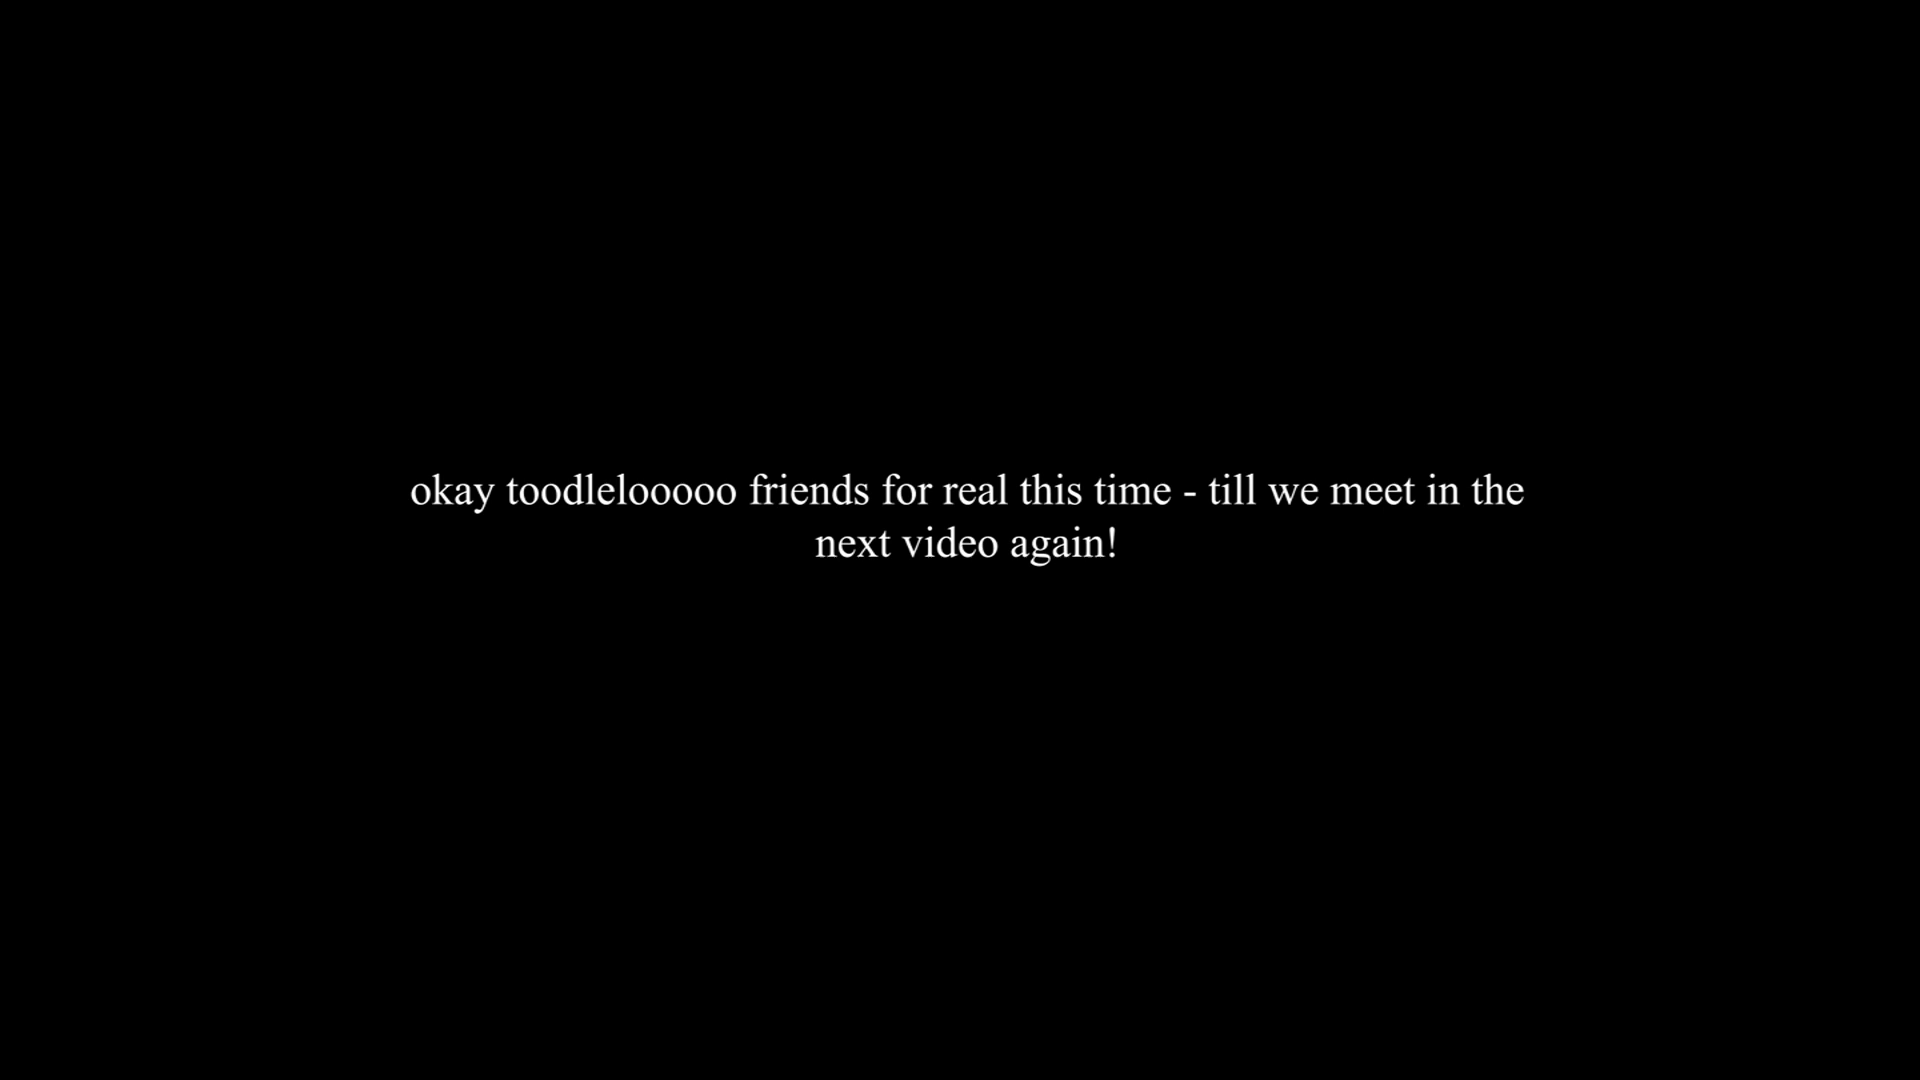 okay toodlelooooo friends for real this time - till we meet in the
next video again!